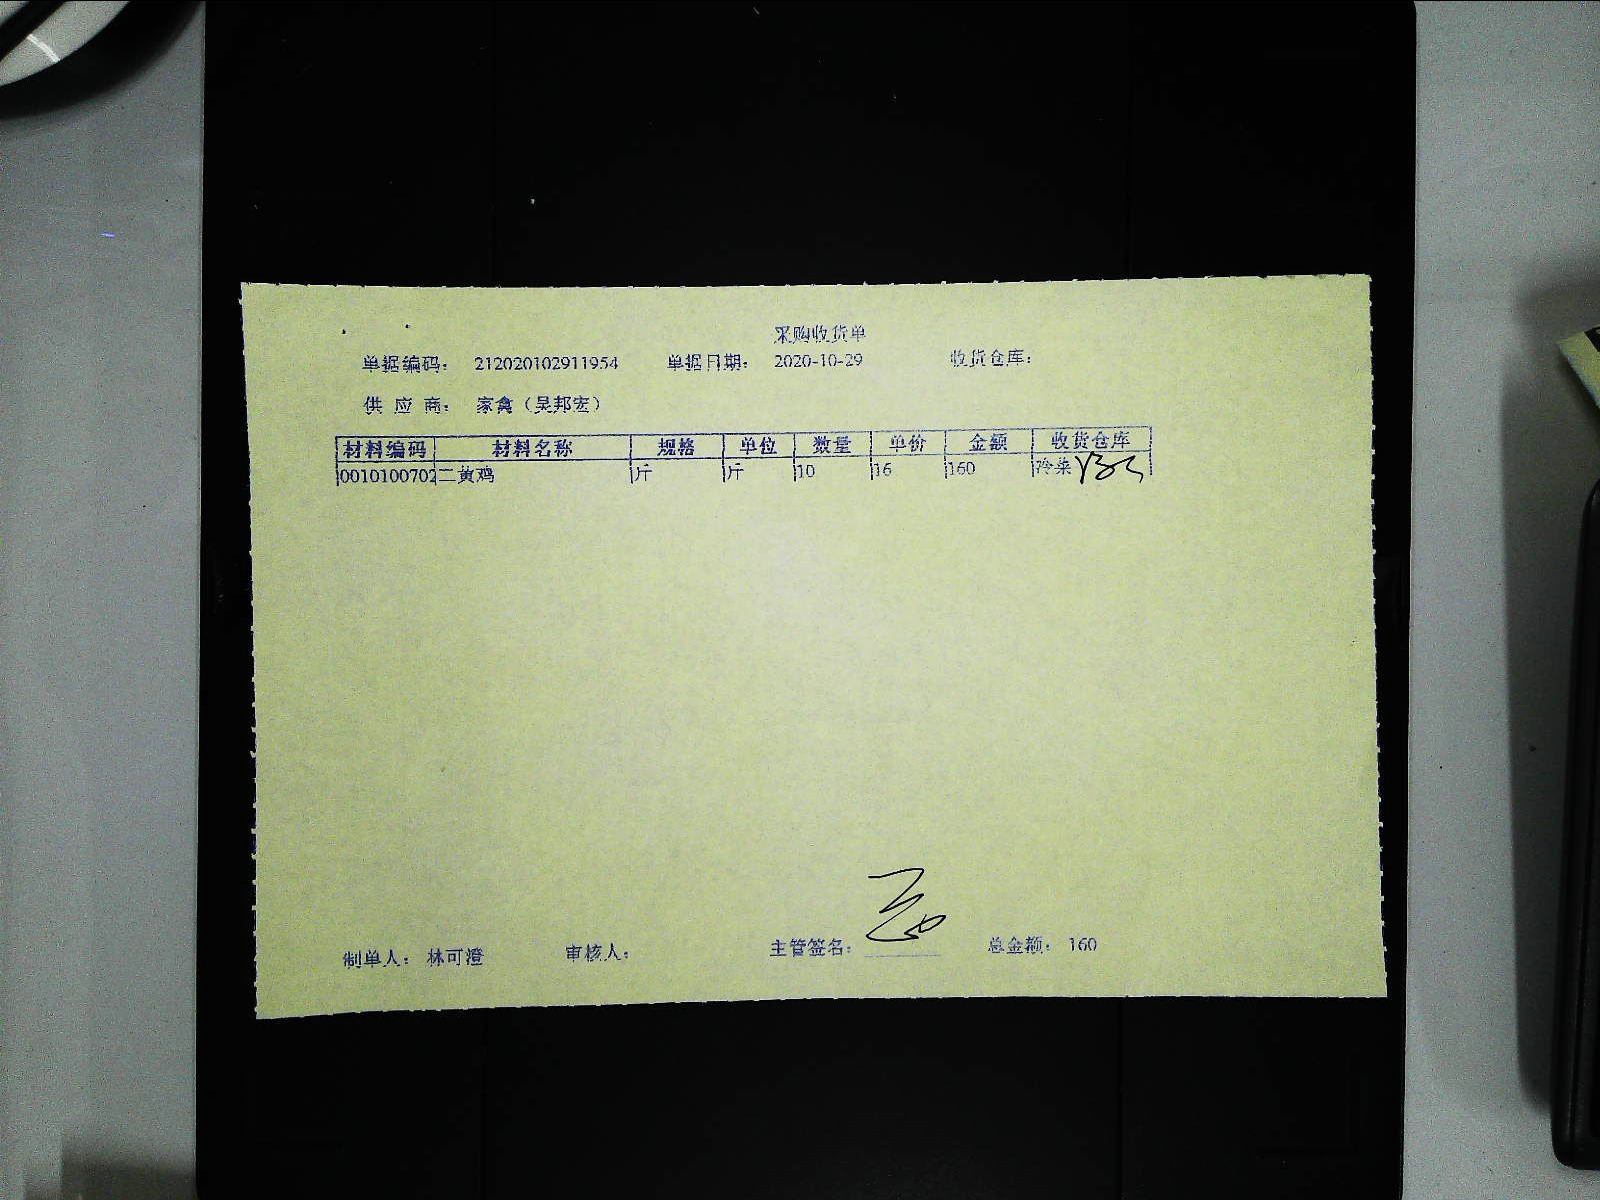 采购收货单
单据编码： 212020102911954 单据日期： 2020-10-29 收货仓库：
供 应 商： 家禽（吴邦宏）
材料编码 材料名称 规格 单位 数量 单价 金额 收货仓库
0010100702 二黄鸡 斤 斤 10 16 160 冷菜
制单人： 林可澄 审核人： 主管签名： 总金额： 160